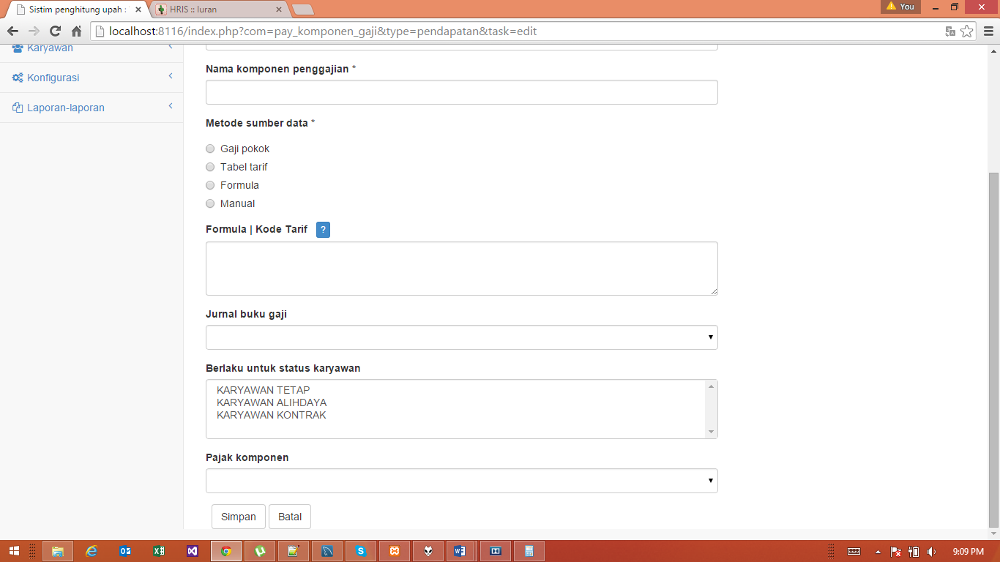 Sistim penghitung upah :
HRIS :: Iuran
You
localhost:8116/index.php?com=pay_komponen_gaji&type=pendapatan&task=edit
Karyawan
Konfigurasi
Laporan-laporan
Nama komponen penggajian *
Metode sumber data *
Gaji pokok
Tabel tarif
Formula
Manual
Formula | Kode Tarif ?
Jurnal buku gaji
Berlaku untuk status karyawan
KARYAWAN TETAP
KARYAWAN ALIHDAYA
KARYAWAN KONTRAK
Pajak komponen
Simpan Batal
9:09 PM